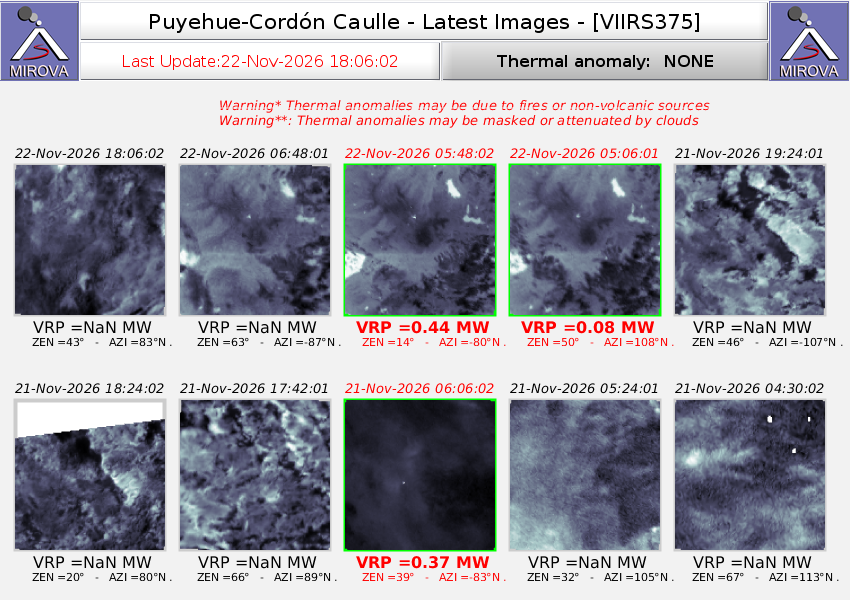 Puyehue-Cordón Caulle - Latest Images - [VIIRS375]
MIROVA
Last Update:22-Nov-2026 18:06:02
Thermal anomaly: NONE
MIROVA
Warning* Thermal anomalies may be due to fires or non-volcanic sources
Warning**: Thermal anomalies may be masked or attenuated by clouds
22-Nov-2026 18:06:02
22-Nov-2026 06:48:01
22-Nov-2026 05:48:02
22-Nov-2026 05:06:01
21-Nov-2026 19:24:01
VRP =NaN MW
VRP =NaN MW
VRP =0.44 MW
VRP =0.08 MW
VRP =NaN MW
ZEN =43° - AZI =83°N .
ZEN =63° - AZI =-87°N .
ZEN =14° - AZI =-80°N .
ZEN =50° - AZI =108°N .
ZEN =46° - AZI =-107°N .
21-Nov-2026 18:24:02
21-Nov-2026 17:42:01
21-Nov-2026 06:06:02
21-Nov-2026 05:24:01
21-Nov-2026 04:30:02
VRP =NaN MW
VRP =NaN MW
VRP =0.37 MW
VRP =NaN MW
VRP =NaN MW
ZEN =20° - AZI =80°N .
ZEN =66° - AZI =89°N .
ZEN =39° - AZI =-83°N .
ZEN =32° - AZI =105°N .
ZEN =67° - AZI =113°N .